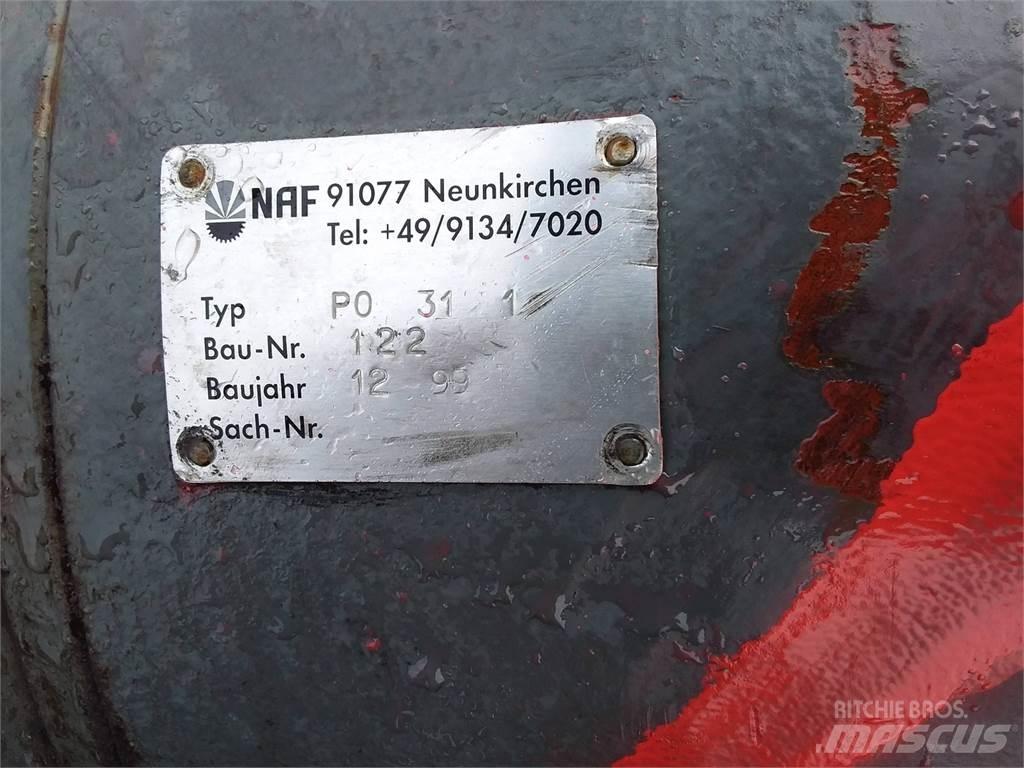 NAF 91077 Neunkirchen
Tel: +49/9134/7020
Typ PO 31 1
Bau-Nr. 122
Baujahr 12 99
Sach-Nr.
RITCHIE BROS.
MASCUS